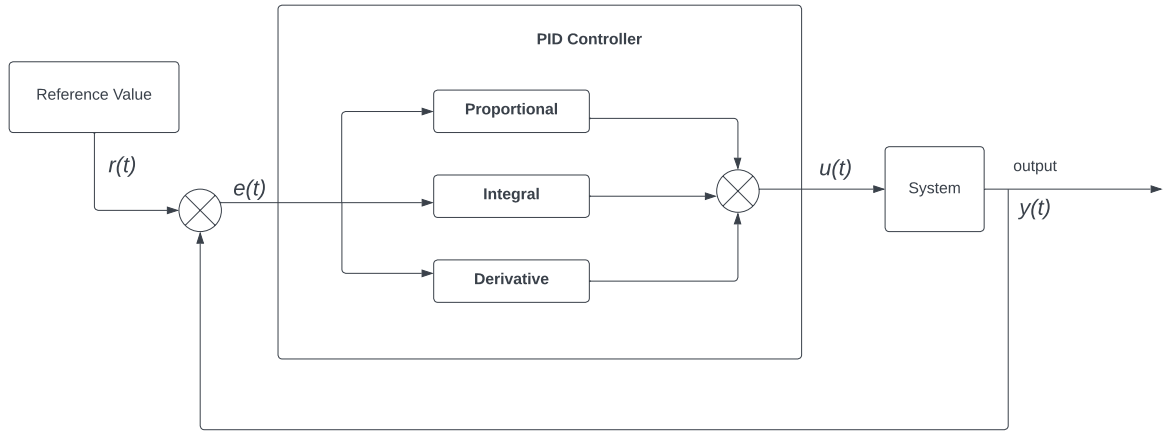 PID Controller
Reference Value
Proportional
r(t)
e(t)
Integral
u(t)
output
System
y(t)
Derivative